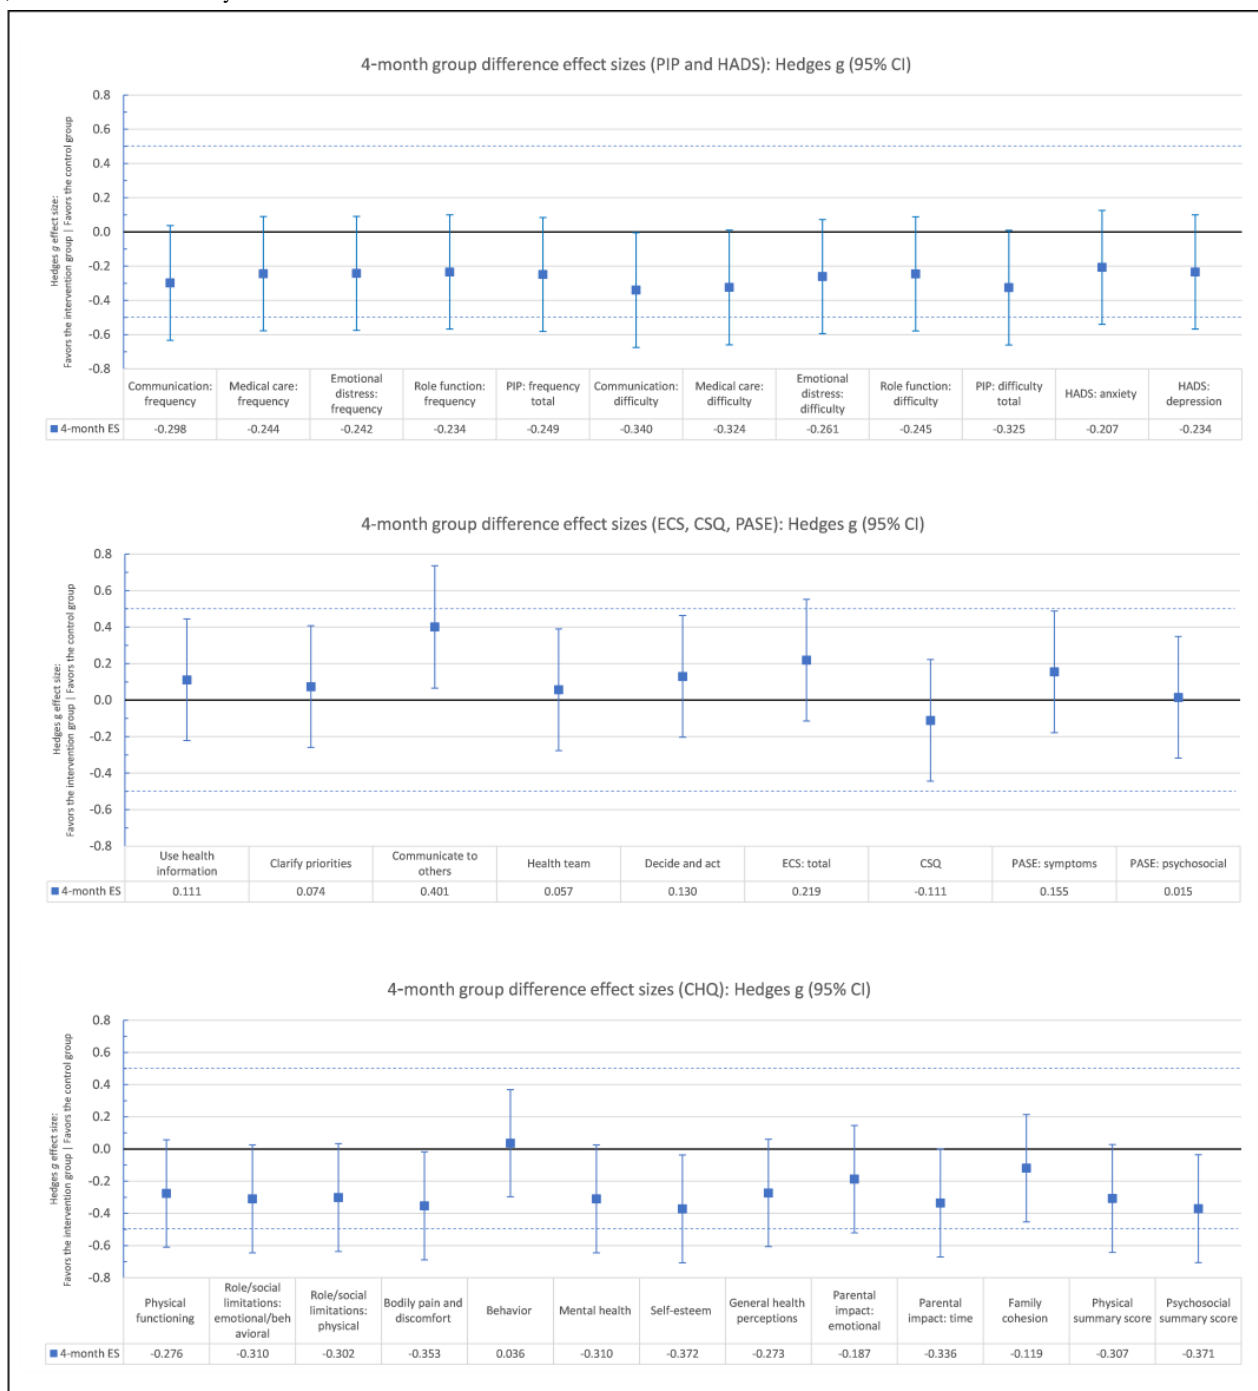 4-month group difference effect sizes (PIP and HADS): Hedges g (95% CI)
Hedges g effect size:
Favors the intervention group | Favors the control group
0.8
0.6
0.4
0.2
0.0
-0.2
-0.4
-0.6
-0.8
Communication: frequency
Medical care: frequency
Emotional distress: frequency
Role function: frequency
PIP: frequency total
Communication: difficulty
Medical care: difficulty
Emotional distress: difficulty
Role function: difficulty
PIP: difficulty total
HADS: anxiety
HADS: depression
4-month ES -0.298 -0.244 -0.242 -0.234 -0.249 -0.340 -0.324 -0.261 -0.245 -0.325 -0.207 -0.234
4-month group difference effect sizes (ECS, CSQ, PASE): Hedges g (95% CI)
Hedges g effect size:
Favors the intervention group | Favors the control group
0.8
0.6
0.4
0.2
0.0
-0.2
-0.4
-0.6
-0.8
Use health information
Clarify priorities
Communicate to others
Health team
Decide and act
ECS: total
CSQ
PASE: symptoms
PASE: psychosocial
4-month ES 0.111 0.074 0.401 0.057 0.130 0.219 -0.111 0.155 0.015
4-month group difference effect sizes (CHQ): Hedges g (95% CI)
Hedges g effect size:
Favors the intervention group | Favors the control group
0.8
0.6
0.4
0.2
0.0
-0.2
-0.4
-0.6
-0.8
Physical functioning
Role/social limitations: emotional/beh avioral
Role/social limitations: physical
Bodily pain and discomfort
Behavior
Mental health
Self-esteem
General health perceptions
Parental impact: emotional
Parental impact: time
Family cohesion
Physical summary score
Psychosocial summary score
4-month ES -0.276 -0.310 -0.302 -0.353 0.036 -0.310 -0.372 -0.273 -0.187 -0.336 -0.119 -0.307 -0.371